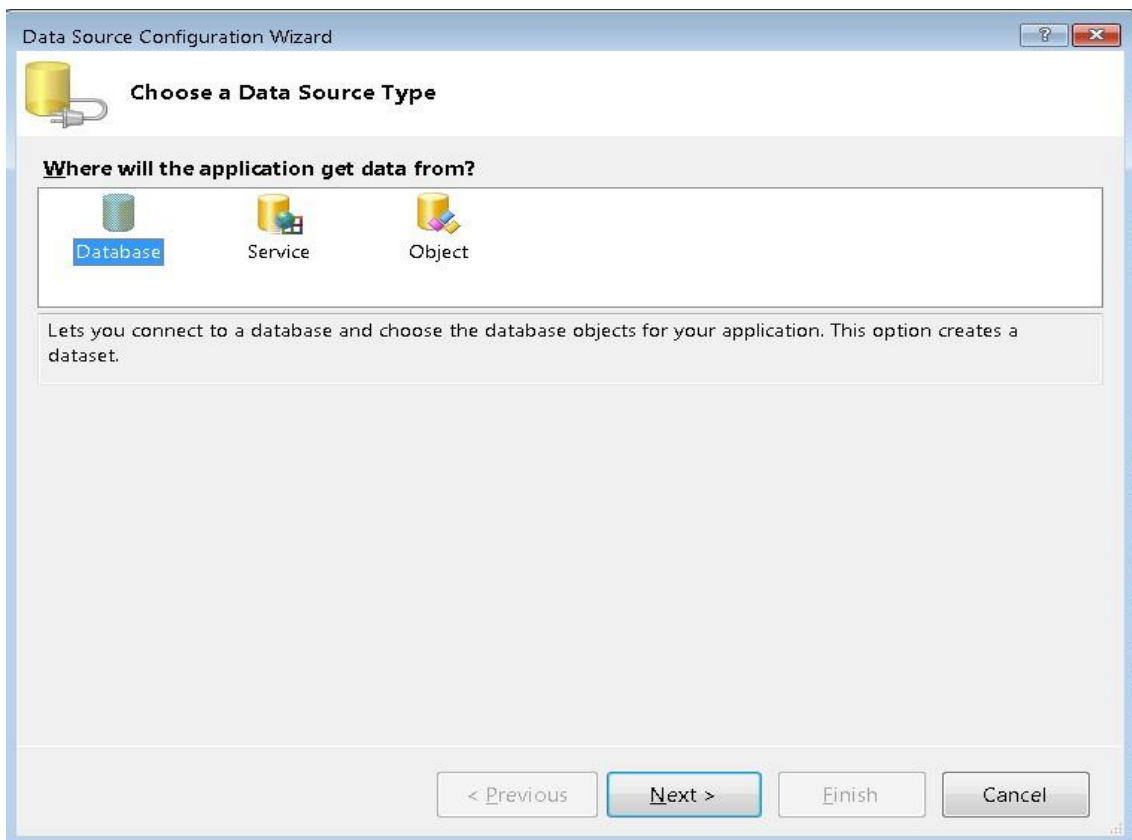 Data Source Configuration Wizard
?
Choose a Data Source Type
Where will the application get data from?
Database
Service
Object
Lets you connect to a database and choose the database objects for your application. This option creates a
dataset.
< Previous
Next >
Finish
Cancel